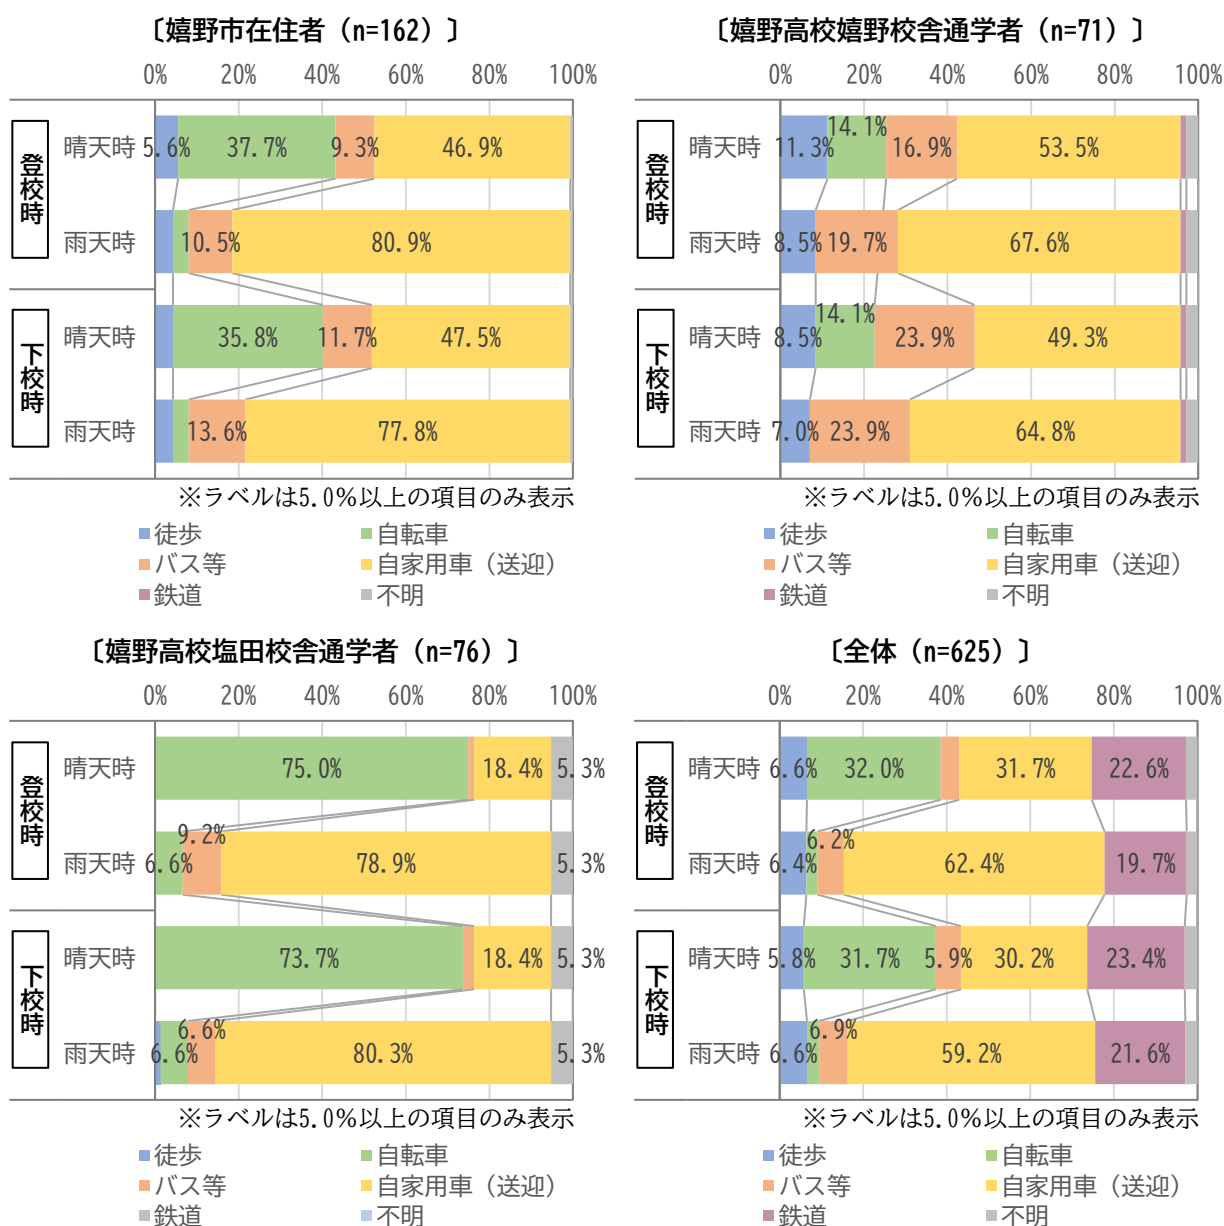 〔嬉野市在住者（n=162）〕
0% 20% 40% 60% 80% 100%
登校時
晴天時 5.6% 37.7% 9.3% 46.9%
雨天時 10.5% 80.9%
下校時
晴天時 35.8% 11.7% 47.5%
雨天時 13.6% 77.8%
※ラベルは5.0%以上の項目のみ表示
徒歩 自転車
バス等 自家用車（送迎）
鉄道 不明
〔嬉野高校嬉野校舎通学者（n=71）〕
0% 20% 40% 60% 80% 100%
登校時
晴天時 11.3% 14.1% 16.9% 53.5%
雨天時 8.5% 19.7% 67.6%
下校時
晴天時 8.5% 14.1% 23.9% 49.3%
雨天時 7.0% 23.9% 64.8%
※ラベルは5.0%以上の項目のみ表示
徒歩 自転車
バス等 自家用車（送迎）
鉄道 不明
〔嬉野高校塩田校舎通学者（n=76）〕
0% 20% 40% 60% 80% 100%
登校時
晴天時 75.0% 18.4% 5.3%
雨天時 6.6% 9.2% 78.9% 5.3%
下校時
晴天時 73.7% 18.4% 5.3%
雨天時 6.6% 6.6% 80.3% 5.3%
※ラベルは5.0%以上の項目のみ表示
徒歩 自転車
バス等 自家用車（送迎）
鉄道 不明
〔全体（n=625）〕
0% 20% 40% 60% 80% 100%
登校時
晴天時 6.6% 32.0% 31.7% 22.6%
雨天時 6.4% 6.2% 62.4% 19.7%
下校時
晴天時 5.8% 31.7% 5.9% 30.2% 23.4%
雨天時 6.6% 6.9% 59.2% 21.6%
※ラベルは5.0%以上の項目のみ表示
徒歩 自転車
バス等 自家用車（送迎）
鉄道 不明